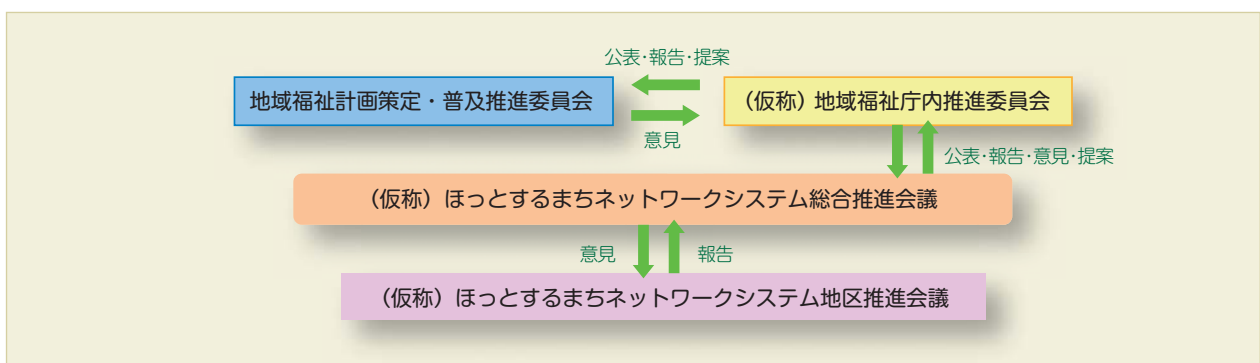 公表・報告・提案
地域福祉計画策定・普及推進委員会
（仮称）地域福祉庁内推進委員会
意見
公表・報告・意見・提案
（仮称）ほっとするまちネットワークシステム総合推進会議
意見
報告
（仮称）ほっとするまちネットワークシステム地区推進会議